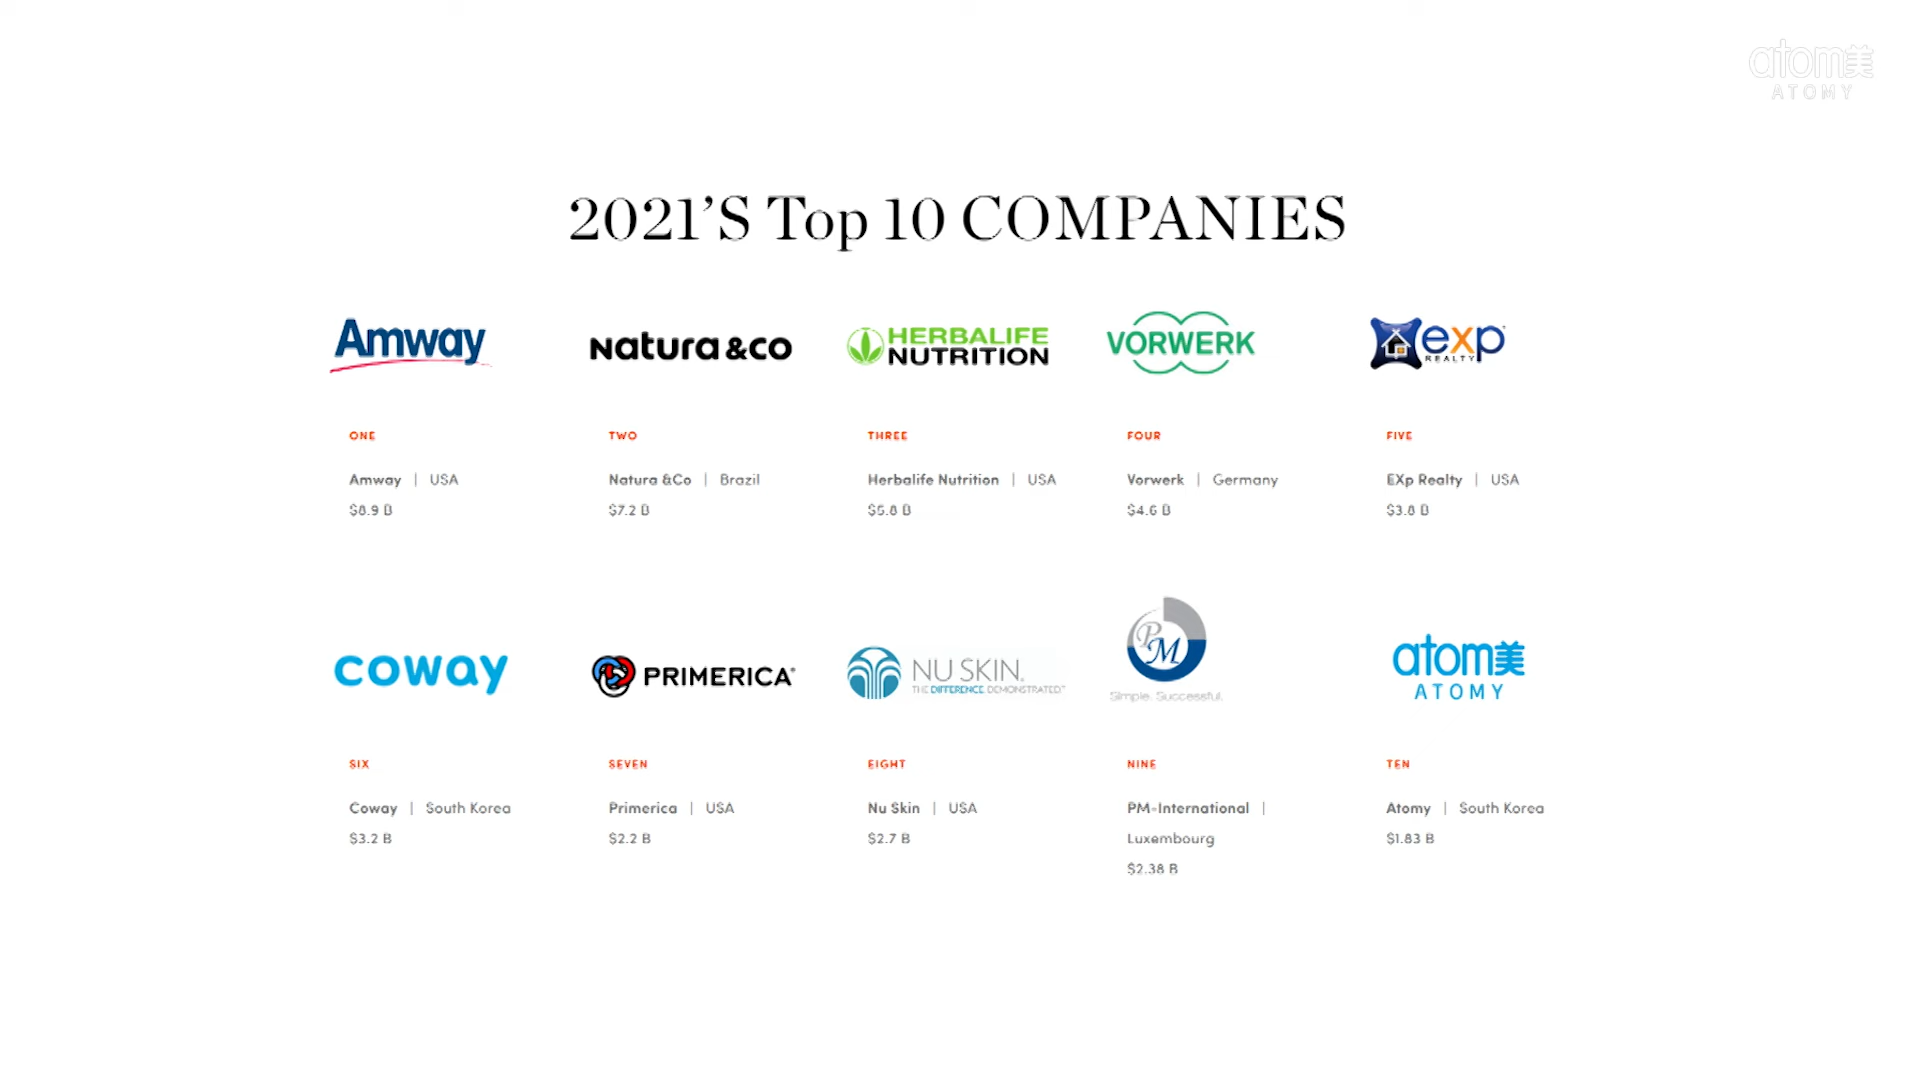 atom美
ATOMY
2021’S Top 10 COMPANIES
Amway
natura &co
HERBALIFE
NUTRITION
VORWERK
exp
REALTY
ONE
TWO
THREE
FOUR
FIVE
Amway | USA
Natura &Co | Brazil
Herbalife Nutrition | USA
Vorwerk | Germany
EXp Realty | USA
$8.9 B
$7.2 B
$5.8 B
$4.6 B
$3.8 B
coway
PRIMERICA
NU SKIN
THE DIFFERENCE DEMONSTRATED
PM
Simple. Successful.
atom美
ATOMY
SIX
SEVEN
EIGHT
NINE
TEN
Coway | South Korea
Primerica | USA
Nu Skin | USA
PM-International |
Atomy | South Korea
$3.2 B
$2.2 B
$2.7 B
Luxembourg
$1.83 B
$2.38 B